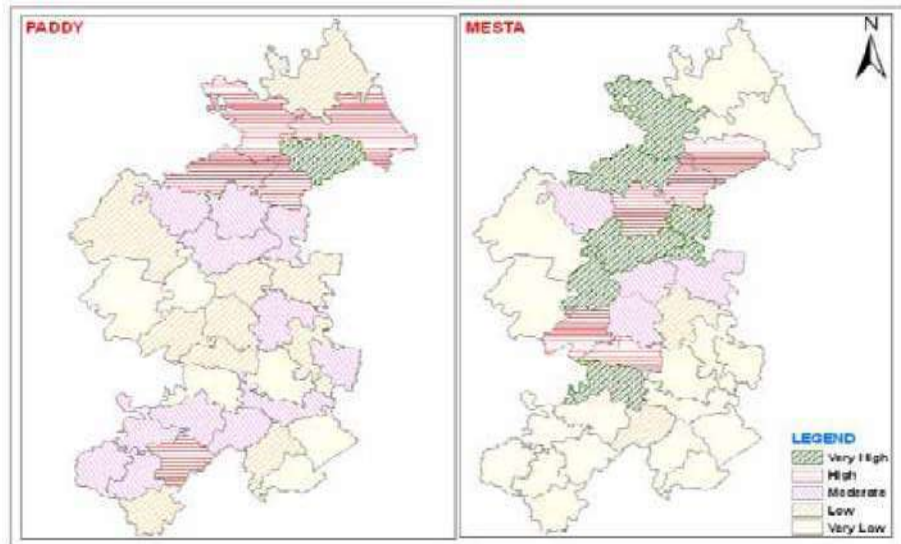 PADDY
MESTA
N
LEGEND
Very High
High
Moderate
Low
Very Low